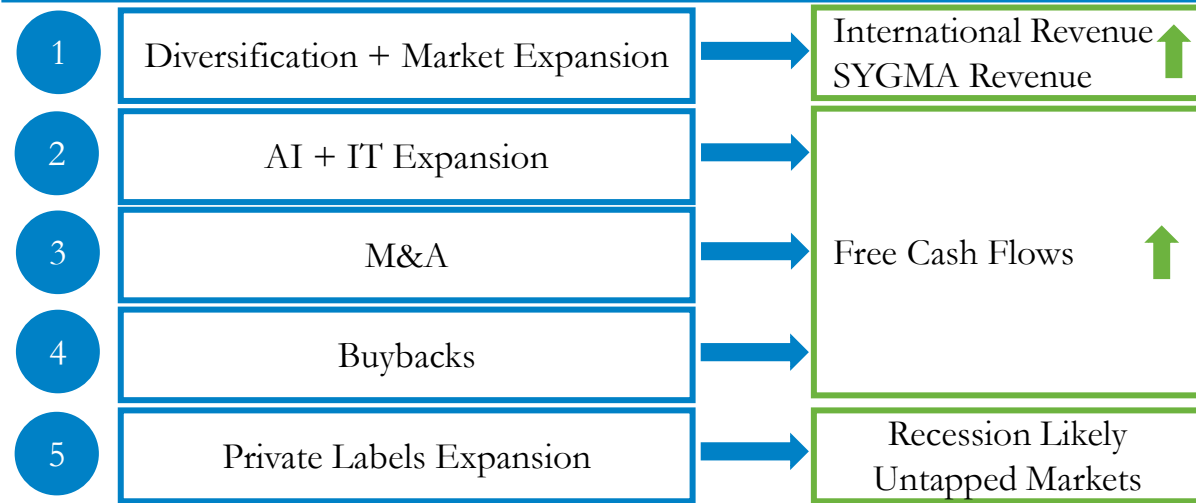 1
Diversification + Market Expansion
International Revenue
SYGMA Revenue
2
AI + IT Expansion
3
M&A
Free Cash Flows
4
Buybacks
5
Private Labels Expansion
Recession Likely
Untapped Markets